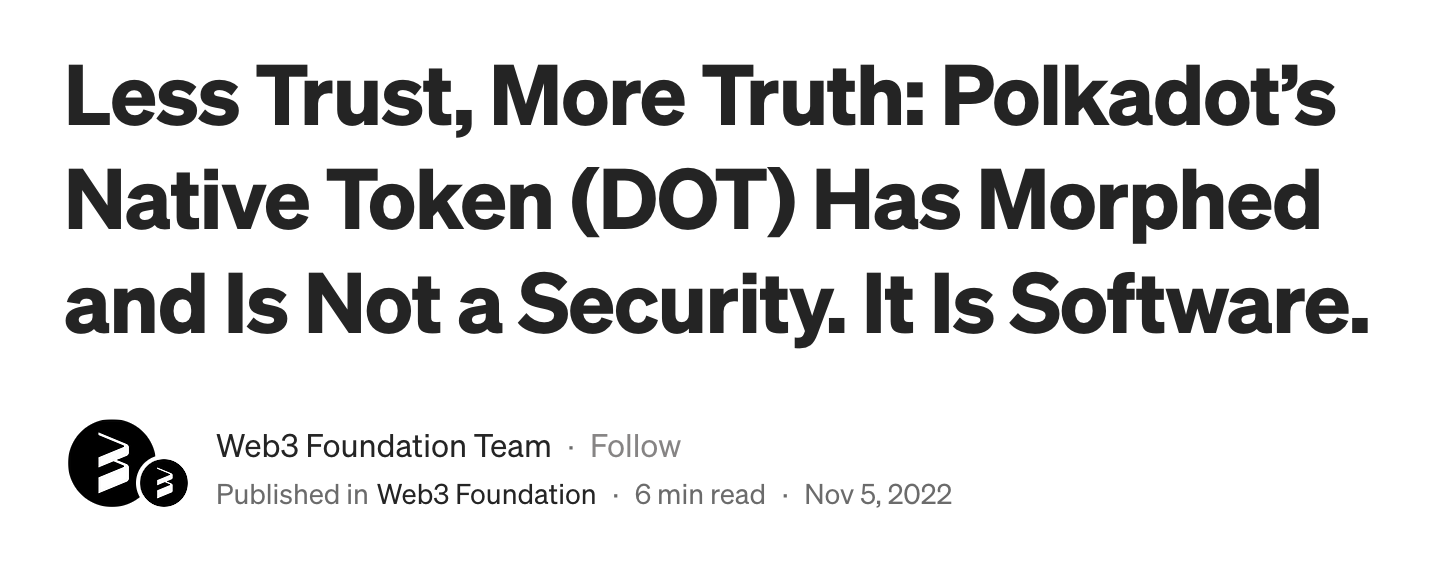 Less Trust, More Truth: Polkadot’s
Native Token (DOT) Has Morphed
and Is Not a Security. It Is Software.
Web3 Foundation Team · Follow
Published in Web3 Foundation · 6 min read · Nov 5, 2022